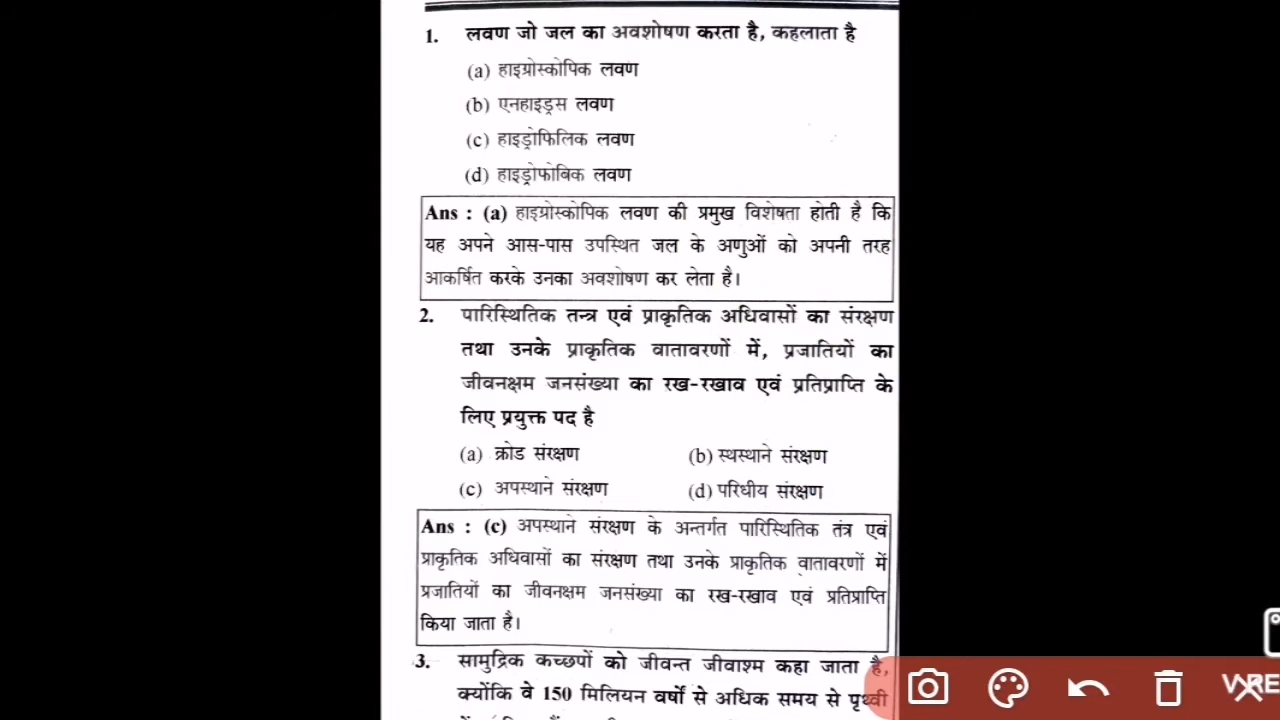 1. लवण जो जल का अवशोषण करता है, कहलाता है
(a) हाइग्रोस्कोपिक लवण
(b) एनहाइड्रस लवण
(c) हाइड्रोफिलिक लवण
(d) हाइड्रोफोबिक लवण
Ans : (a) हाइग्रोस्कोपिक लवण की प्रमुख विशेषता होती है कि
यह अपने आस-पास उपस्थित जल के अणुओं को अपनी तरह
आकर्षित करके उनका अवशोषण कर लेता है।
2. पारिस्थितिक तन्त्र एवं प्राकृतिक अधिवासों का संरक्षण
तथा उनके प्राकृतिक वातावरणों में, प्रजातियों का
जीवनक्षम जनसंख्या का रख-रखाव एवं प्रतिप्राप्ति के
लिए प्रयुक्त पद है
(a) क्रोड संरक्षण (b) स्थस्थाने संरक्षण
(c) अपस्थाने संरक्षण (d) परिधीय संरक्षण
Ans : (c) अपस्थाने संरक्षण के अन्तर्गत पारिस्थितिक तंत्र एवं
प्राकृतिक अधिवासों का संरक्षण तथा उनके प्राकृतिक वातावरणों में
प्रजातियों का जीवनक्षम जनसंख्या का रख-रखाव एवं प्रतिप्राप्ति
किया जाता है।
3. सामुद्रिक कच्छपों को जीवन्त जीवाश्म कहा जाता है,
क्योंकि वे 150 मिलियन वर्षों से अधिक समय से पृथ्वी